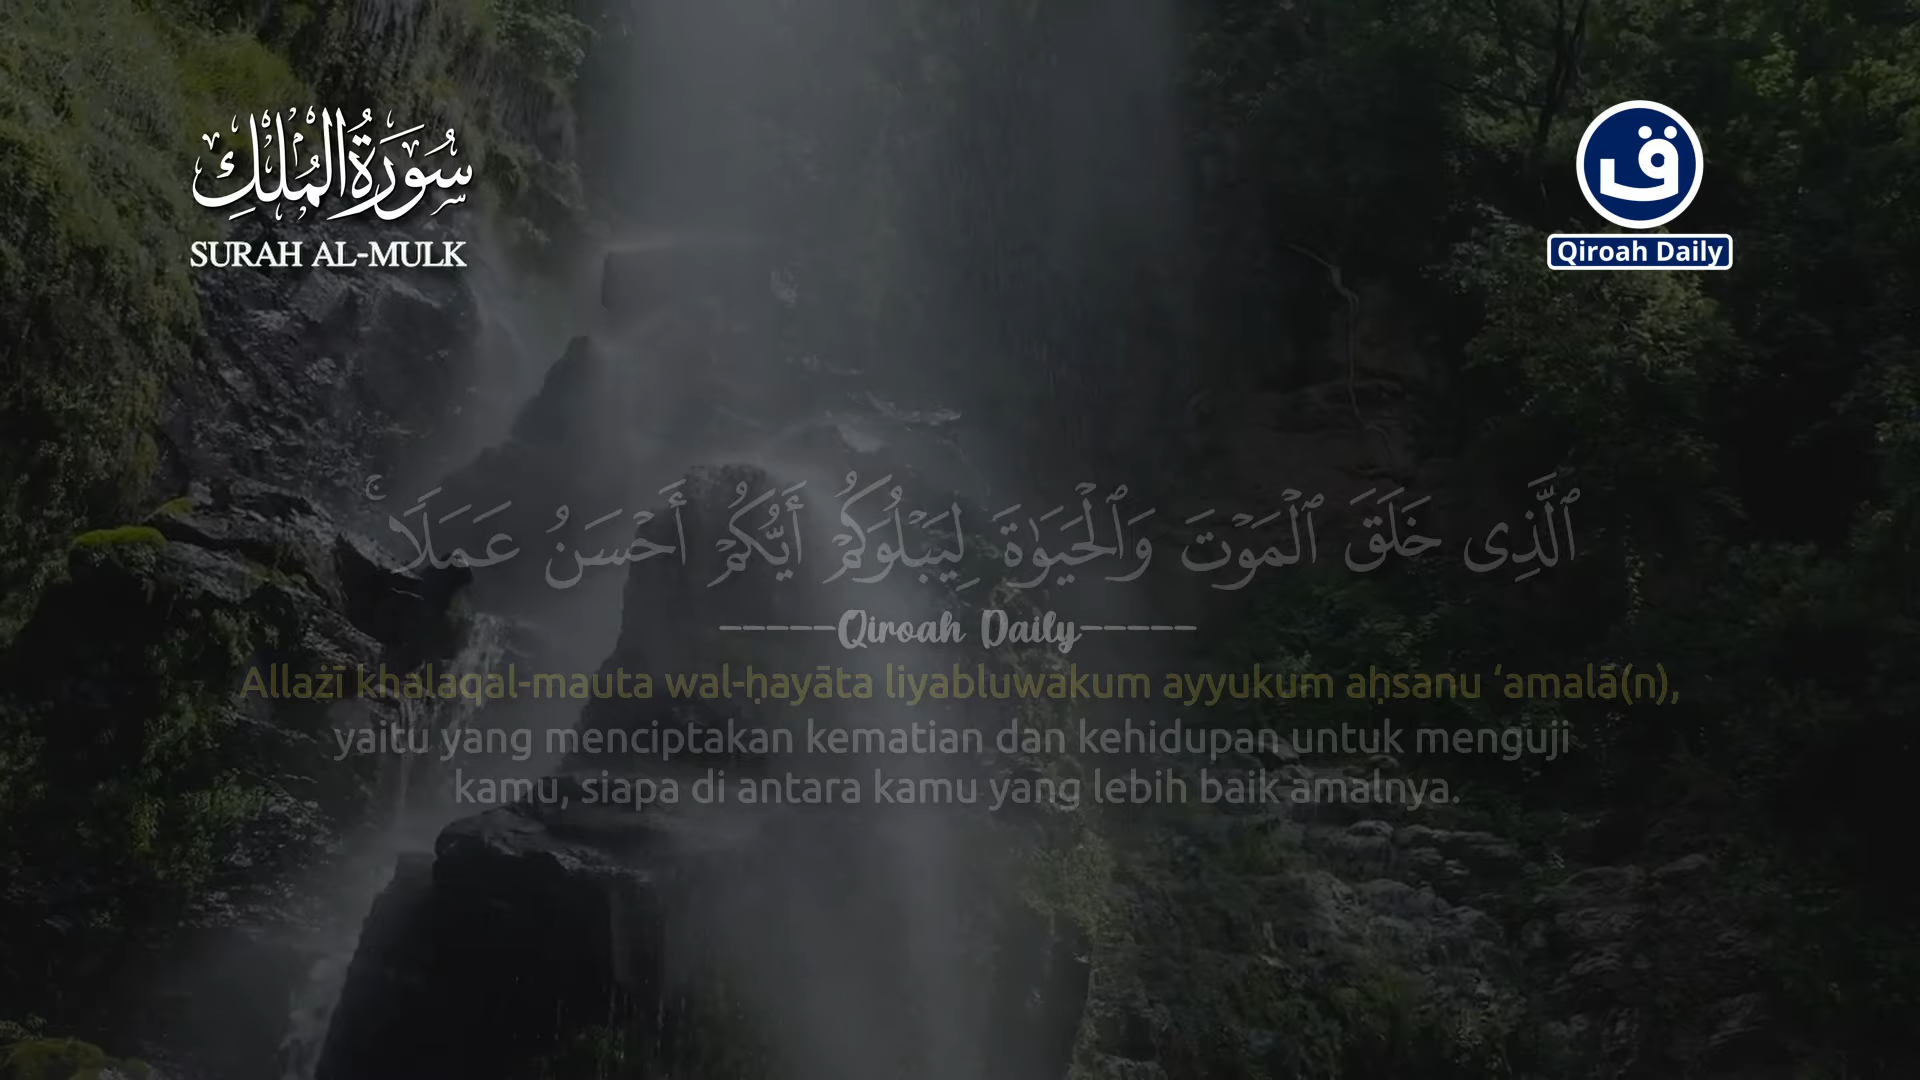 سُورَةُ الْمُلْكِ
SURAH AL-MULK
ق
Qiroah Daily
ٱلَّذِى خَلَقَ ٱلْمَوْتَ وَٱلْحَيَوٰةَ لِيَبْلُوَكُمْ أَيُّكُمْ أَحْسَنُ عَمَلًا ۚ
-----Qiroah Daily-----
Allażī khalaqal-mauta wal-ḥayāta liyabluwakum ayyukum aḥsanu ‘amalā(n),
yaitu yang menciptakan kematian dan kehidupan untuk menguji
kamu, siapa di antara kamu yang lebih baik amalnya.